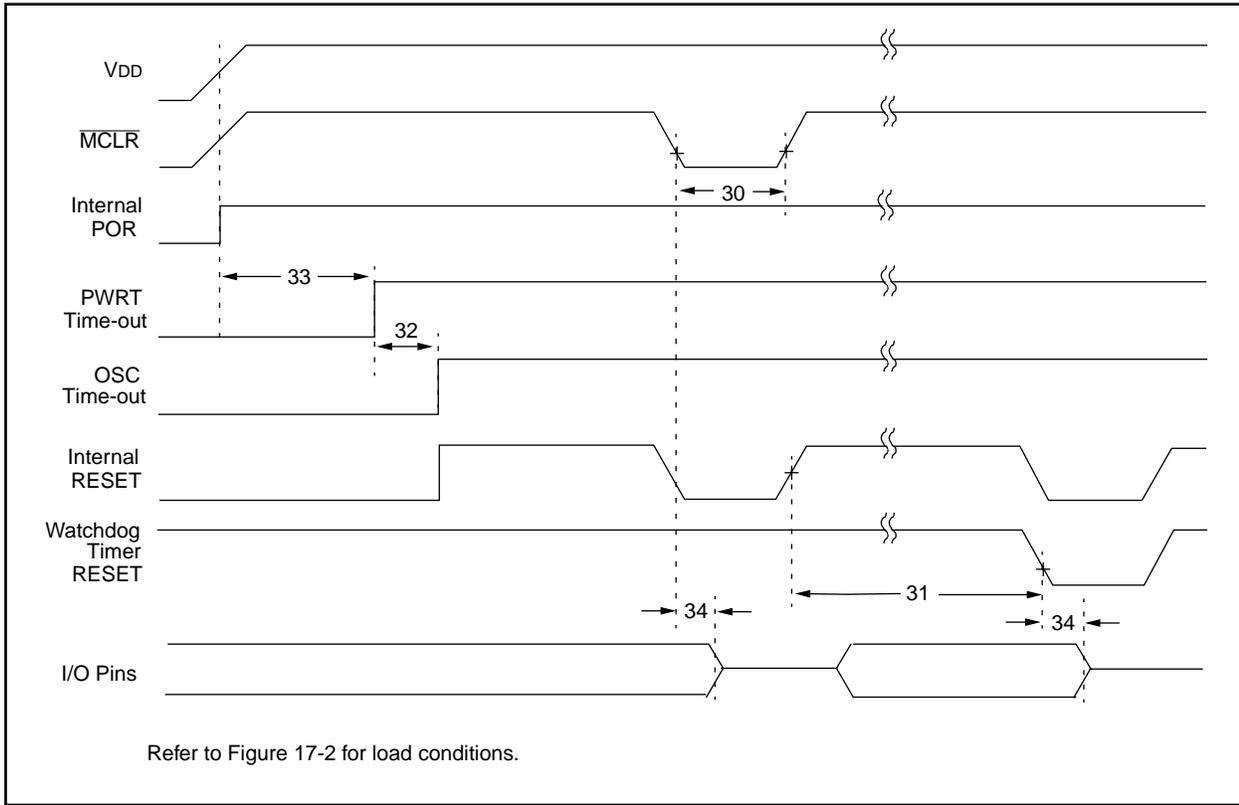 VDD
MCLR
Internal
POR
30
33
PWRT
Time-out
32
OSC
Time-out
Internal
RESET
Watchdog
Timer
RESET
31
34
34
I/O Pins
Refer to Figure 17-2 for load conditions.